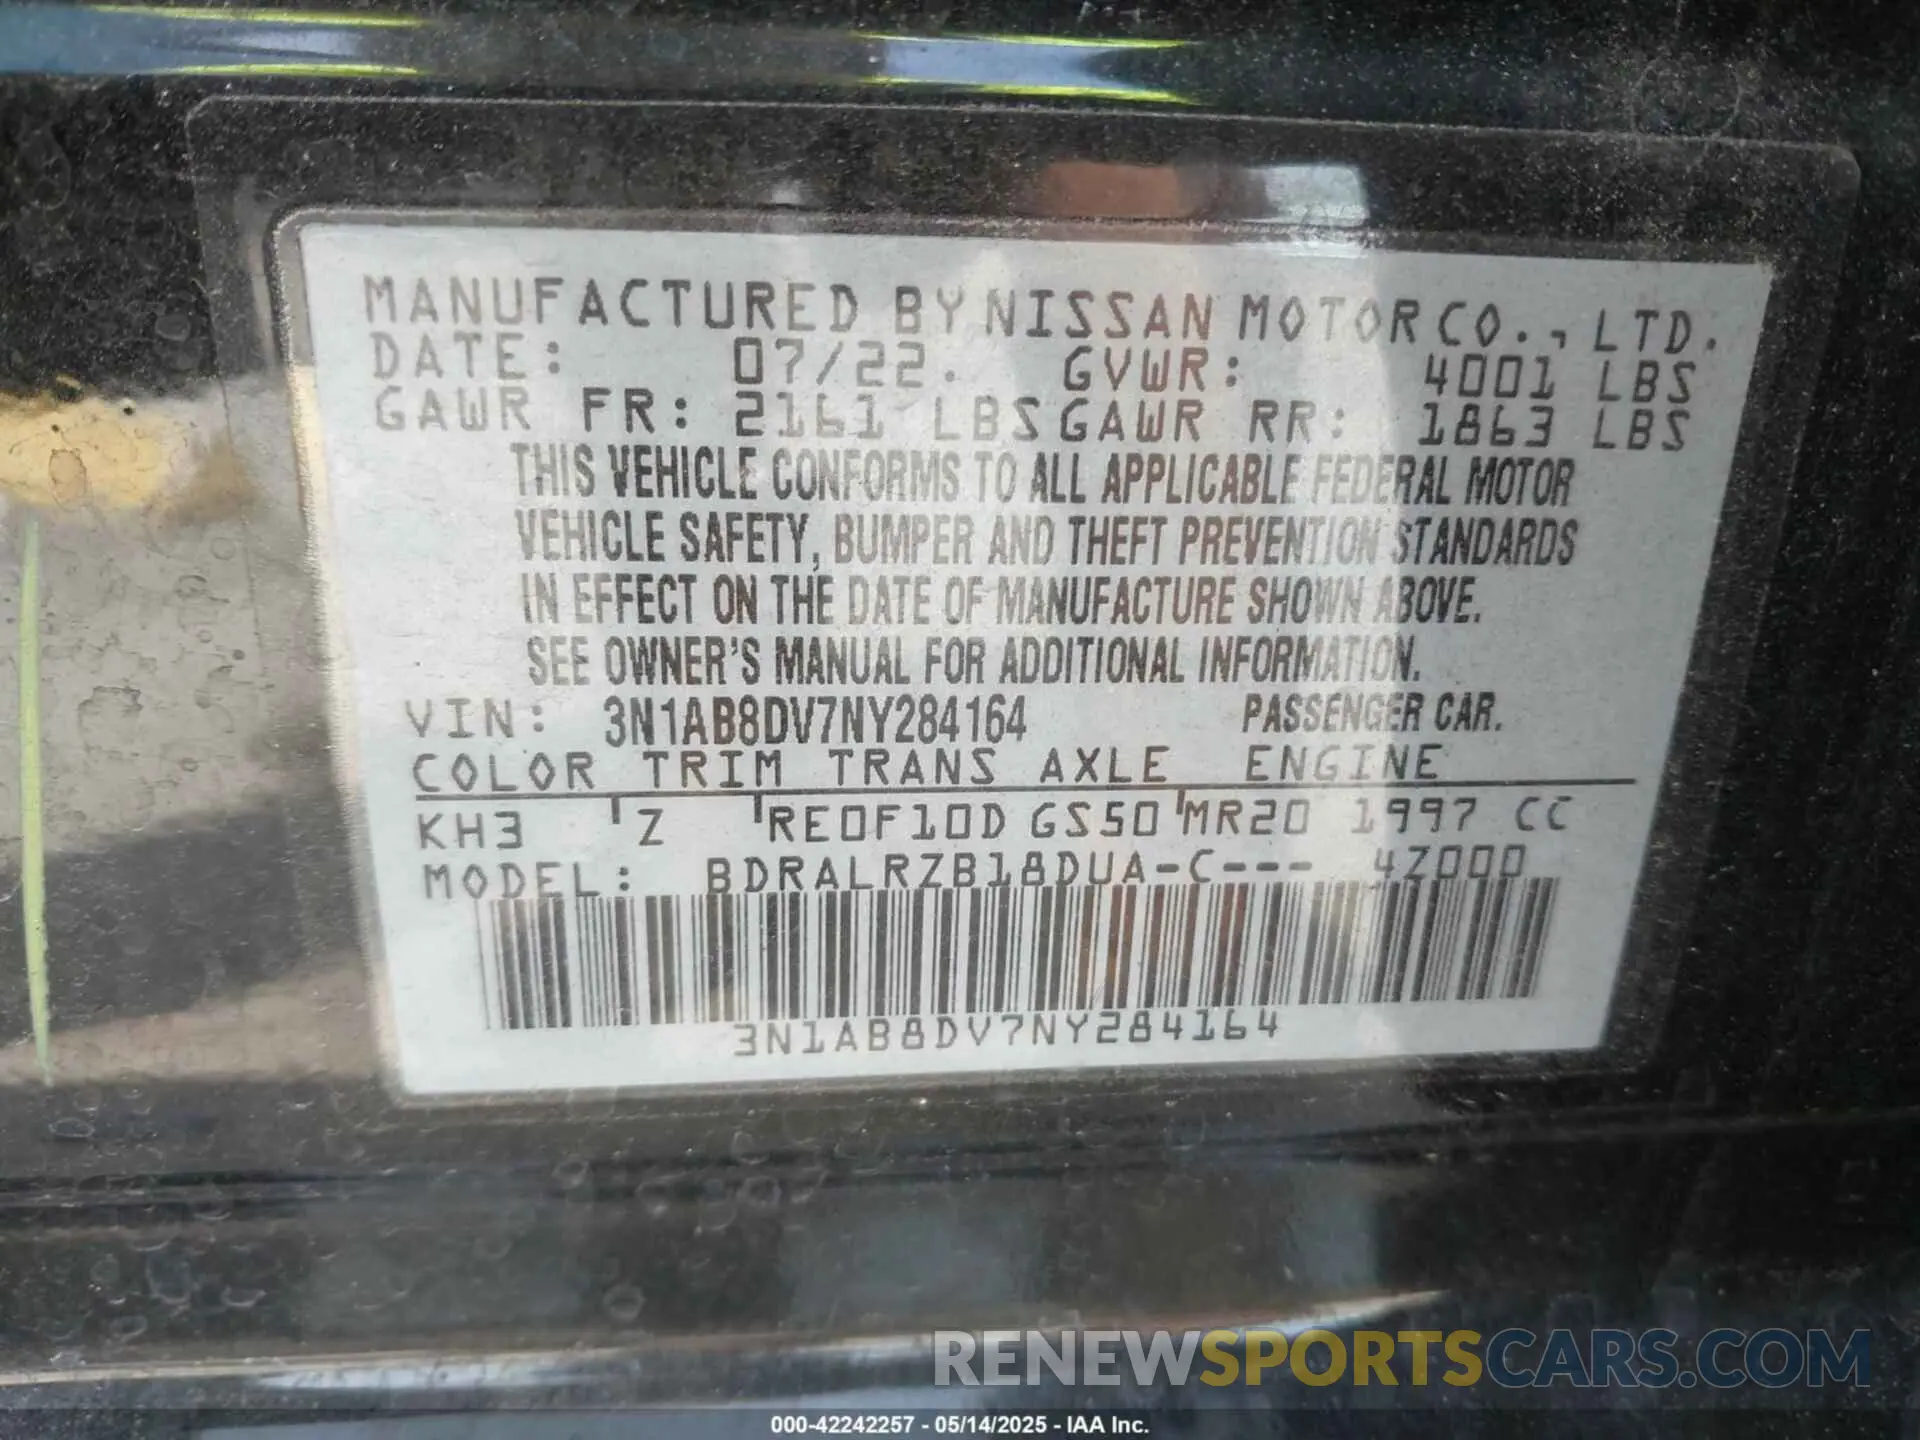 MANUFACTURED BY NISSAN MOTOR CO., LTD.
DATE: 07/22. GVWR: 4001 LBS
GAWR FR: 2161 LBS GAWR RR: 1863 LBS
THIS VEHICLE CONFORMS TO ALL APPLICABLE FEDERAL MOTOR
VEHICLE SAFETY, BUMPER AND THEFT PREVENTION STANDARDS
IN EFFECT ON THE DATE OF MANUFACTURE SHOWN ABOVE.
SEE OWNER'S MANUAL FOR ADDITIONAL INFORMATION.
VIN: 3N1AB8DV7NY284164 PASSENGER CAR.
COLOR TRIM TRANS AXLE ENGINE
KH3 Z RE0F10D GS50 MR20 1997 CC
MODEL: BDRALRZB18DUA-C--- 4Z000
3N1AB8DV7NY284164
RENEWSPORTSCARS.COM
000-42242257 - 05/14/2025 - IAA Inc.